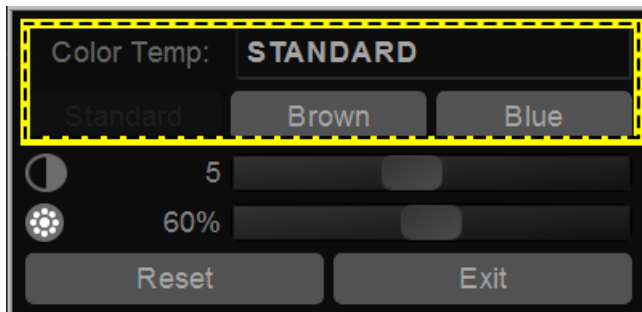 Color Temp: STANDARD
Standard Brown Blue
5
60%
Reset Exit